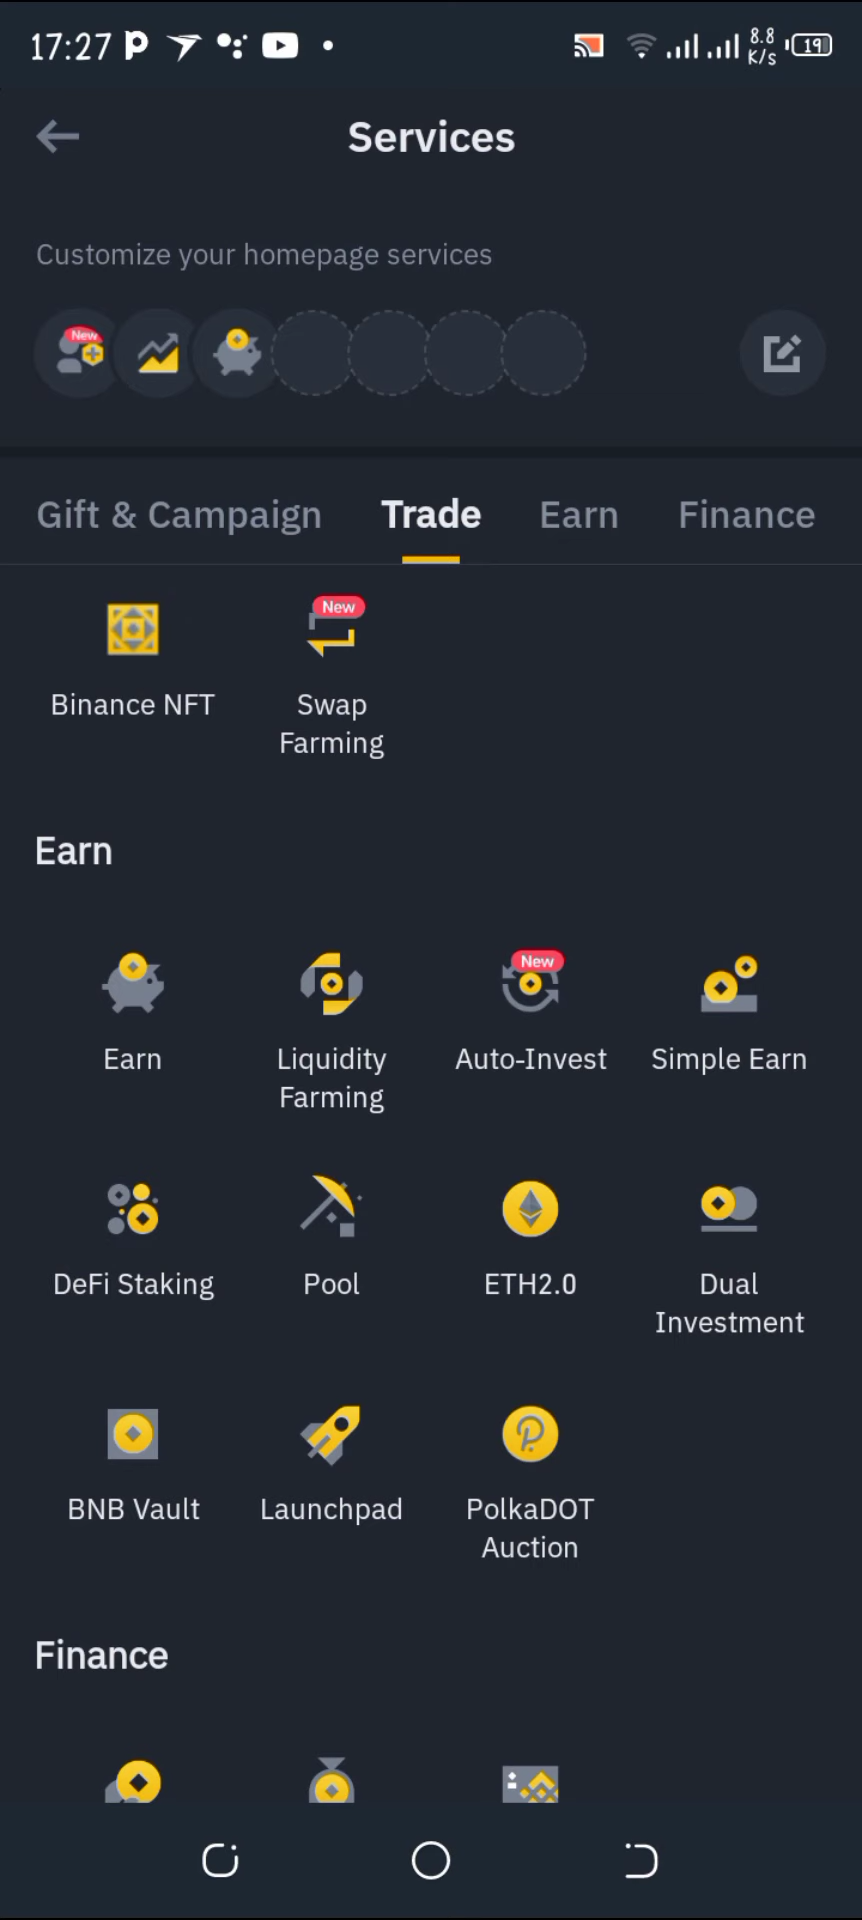 17:27
8.8
K/s
19
Services
Customize your homepage services
New
Gift & Campaign Trade Earn Finance
New
Binance NFT Swap
Farming
Earn
New
Earn Liquidity Auto-Invest Simple Earn
Farming
DeFi Staking Pool ETH2.0 Dual
Investment
BNB Vault Launchpad PolkaDOT
Auction
Finance